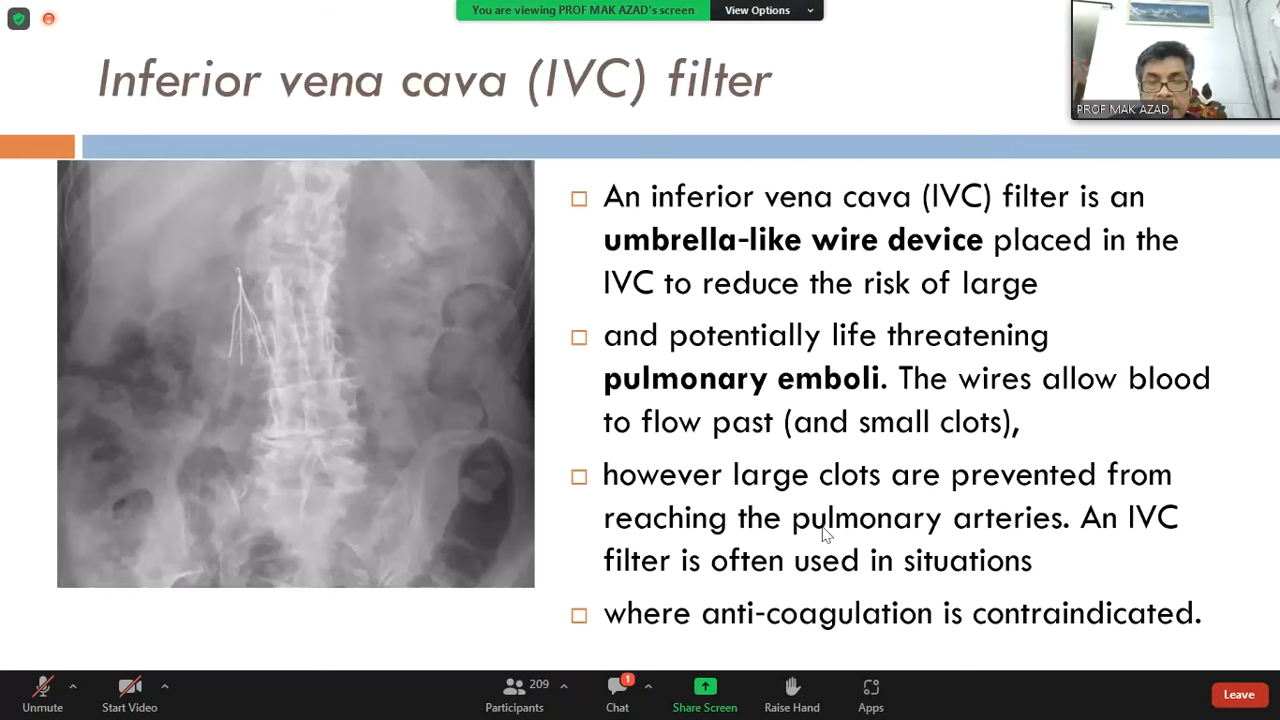 You are viewing PROF MAK AZAD's screen
View Options
Inferior vena cava (IVC) filter
PROF MAK AZAD
An inferior vena cava (IVC) filter is an
umbrella-like wire device placed in the
IVC to reduce the risk of large
and potentially life threatening
pulmonary emboli. The wires allow blood
to flow past (and small clots),
however large clots are prevented from
reaching the pulmonary arteries. An IVC
filter is often used in situations
where anti-coagulation is contraindicated.
Unmute
Start Video
209
Participants
1
Chat
Share Screen
Raise Hand
Apps
Leave